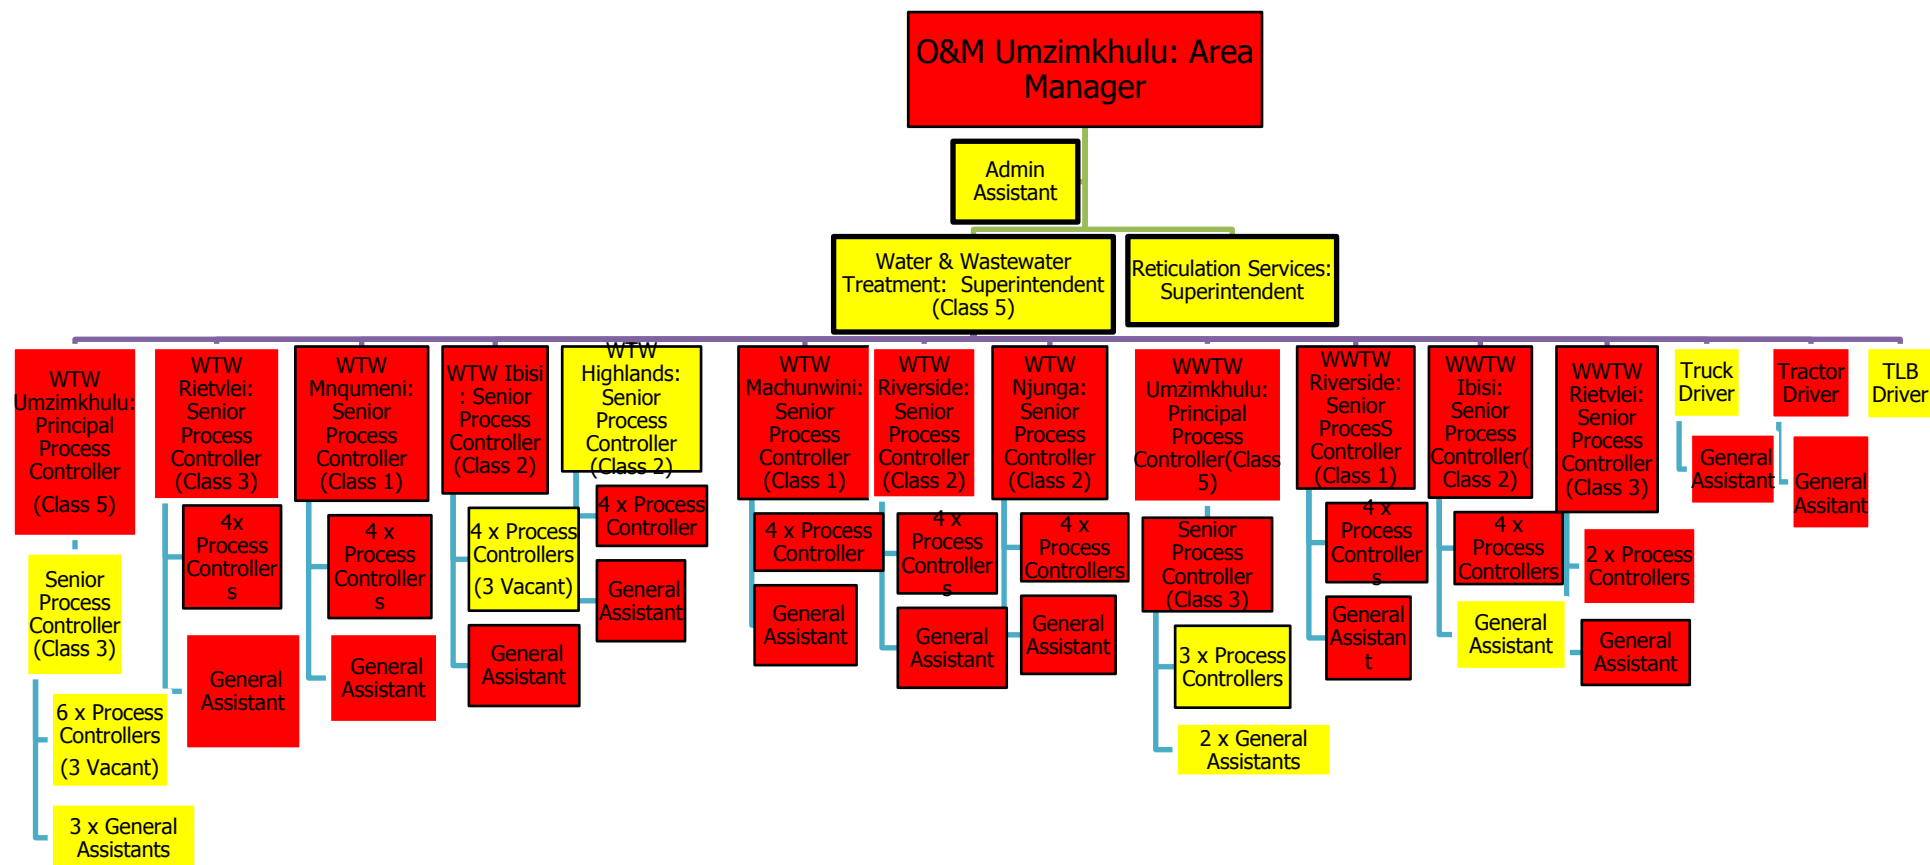 O&M Umzimkhulu: Area
Manager
Admin
Assistant
Water & Wastewater
Treatment: Superintendent
(Class 5)
Reticulation Services:
Superintendent
WTW
Umzimkhulu:
Principal
Process
Controller
(Class 5)
Senior
Process
Controller
(Class 3)
6 x Process
Controllers
(3 Vacant)
3 x General
Assistants
WTW
Rietvlei:
Senior
Process
Controller
(Class 3)
4x
Process
Controller
s
General
Assistant
WTW
Mnqumeni:
Senior
Process
Controller
(Class 1)
4 x
Process
Controller
s
General
Assistant
WTW Ibisi
: Senior
Process
Controller
(Class 2)
4 x Process
Controllers
(3 Vacant)
General
Assistant
WTW
Highlands:
Senior
Process
Controller
(Class 2)
4 x Process
Controller
General
Assistant
WTW
Machunwini:
Senior
Process
Controller
(Class 1)
4 x Process
Controller
General
Assistant
WTW
Riverside:
Senior
Process
Controller
(Class 2)
4 x
Process
Controller
s
General
Assistant
WTW
Njunga:
Senior
Process
Controller
(Class 2)
4 x
Process
Controllers
General
Assistant
WWTW
Umzimkhulu:
Principal
Process
Controller(Class
5)
Senior
Process
Controller
(Class 3)
3 x Process
Controllers
2 x General
Assistants
WWTW
Riverside:
Senior
ProcesS
Controller
(Class 1)
4 x
Process
Controller
s
General
Assistan
t
WWTW
Ibisi:
Senior
Process
Controller(
Class 2)
4 x
Process
Controllers
General
Assistant
WWTW
Rietvlei:
Senior
Process
Controller
(Class 3)
2 x Process
Controllers
General
Assistant
Truck
Driver
General
Assistant
Tractor
Driver
General
Assitant
TLB
Driver